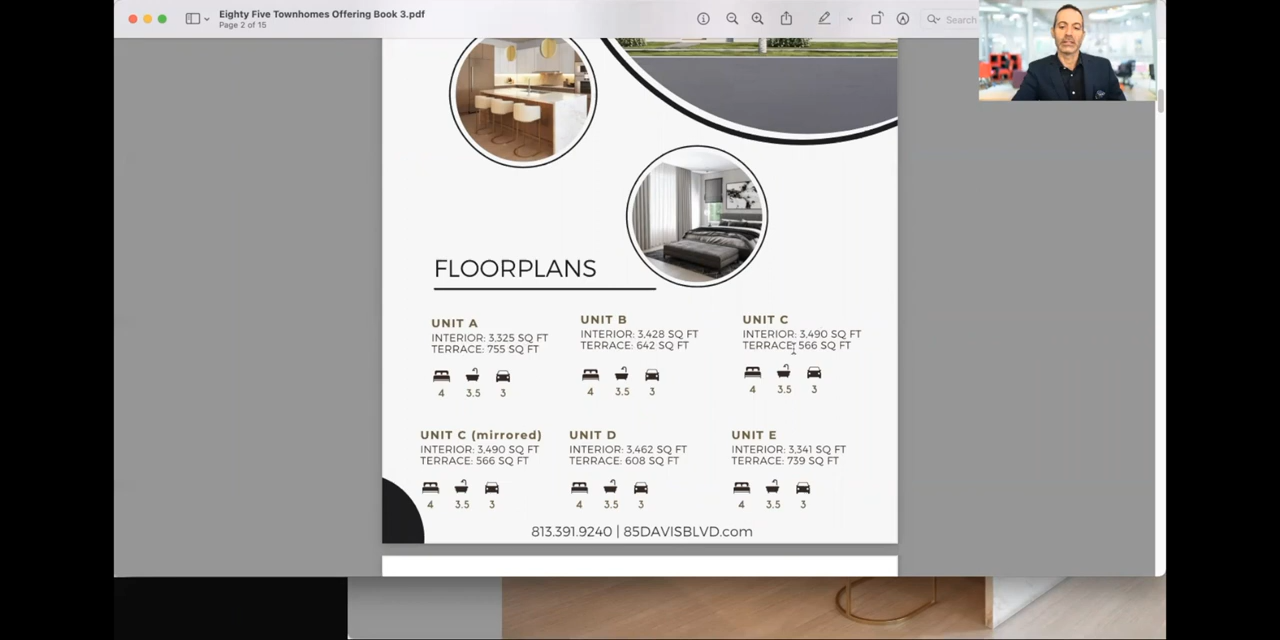 Eighty Five Townhomes Offering Book 3.pdf
Page 2 of 15
Search
FLOORPLANS
UNIT A
INTERIOR: 3,325 SQ FT
TERRACE: 755 SQ FT
4 3.5 3
UNIT B
INTERIOR: 3,428 SQ FT
TERRACE: 642 SQ FT
4 3.5 3
UNIT C
INTERIOR: 3,490 SQ FT
TERRACE: 566 SQ FT
4 3.5 3
UNIT C (mirrored)
INTERIOR: 3,490 SQ FT
TERRACE: 566 SQ FT
4 3.5 3
UNIT D
INTERIOR: 3,462 SQ FT
TERRACE: 608 SQ FT
4 3.5 3
UNIT E
INTERIOR: 3,341 SQ FT
TERRACE: 739 SQ FT
4 3.5 3
813.391.9240 | 85DAVISBLVD.com